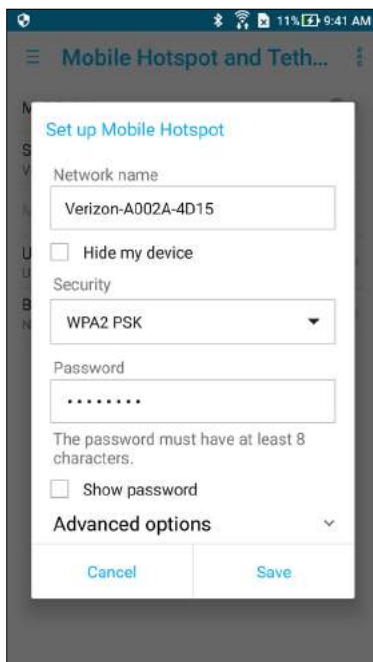 11% 9:41 AM
Mobile Hotspot and Teth...
M
Set up Mobile Hotspot
S
V
Network name
Verizon-A002A-4D15
U
Hide my device
U
Security
B
N
WPA2 PSK
Password
........
The password must have at least 8
characters.
Show password
Advanced options
Cancel
Save